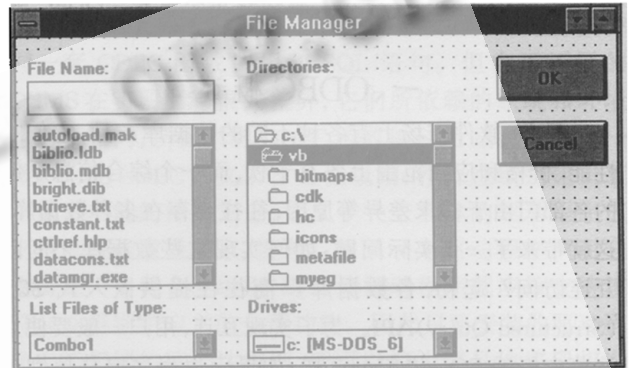 File Manager
File Name:
Directories:
OK
Cancel
autoload.mak
biblio.ldb
biblio.mdb
bright.dib
btrieve.txt
constant.txt
ctrlref.hlp
datacons.txt
datamgr.exe
c:\
vb
bitmaps
cdk
hc
icons
metafile
myeg
List Files of Type:
Drives:
Combo1
c: [MS-DOS_6]